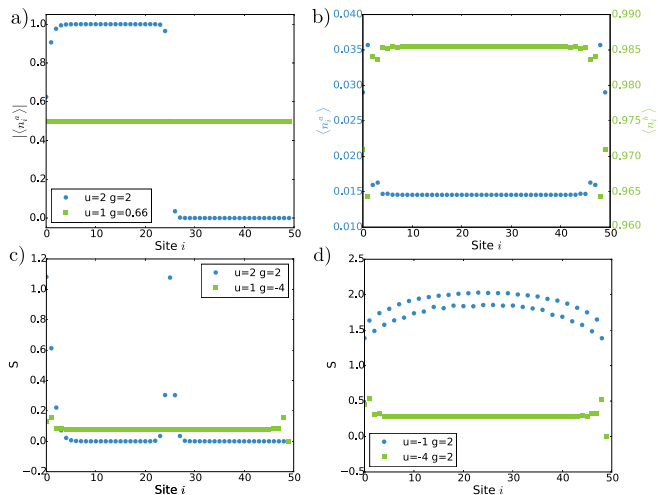 a)
1.0
0.8
0.6
0.4
0.2
0.0
|⟨n_i^a⟩|
u=2 g=2
u=1 g=0.66
0 10 20 30 40 50
Site i
b)
0.040
0.035
0.030
0.025
0.020
0.015
0.010
⟨n_i^a⟩
0.990
0.985
0.980
0.975
0.970
0.965
0.960
⟨n_i^b⟩
0 10 20 30 40 50
Site i
c)
1.2
1.0
0.8
0.6
0.4
0.2
0.0
−0.2
S
u=2 g=2
u=1 g=-4
0 10 20 30 40 50
Site i
d)
2.5
2.0
1.5
1.0
0.5
0.0
−0.5
S
u=-1 g=2
u=-4 g=2
0 10 20 30 40 50
Site i